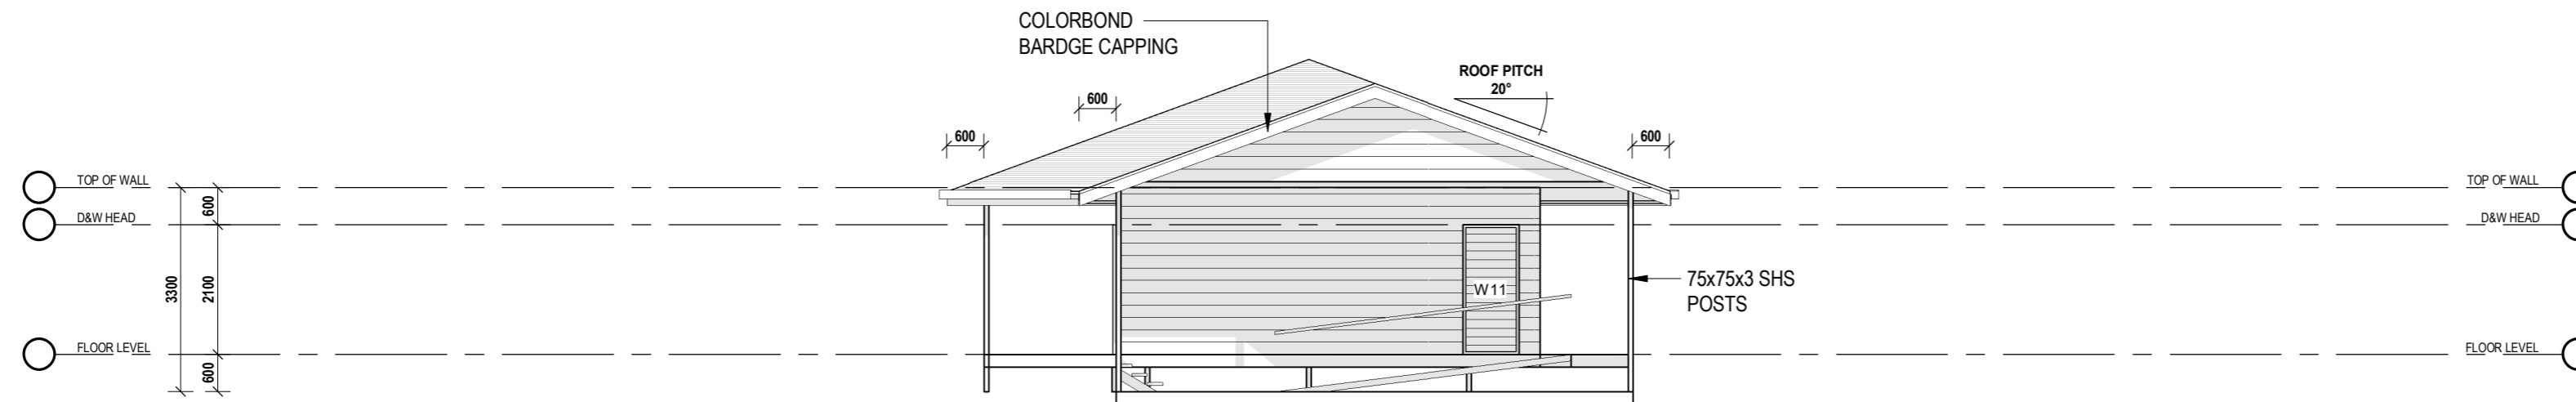 COLORBOND
BARDGE CAPPING
ROOF PITCH
20°
600
600
600
TOP OF WALL
TOP OF WALL
600
D&W HEAD
D&W HEAD
3300
2100
W 11
75x75x3 SHS
POSTS
FLOOR LEVEL
FLOOR LEVEL
600